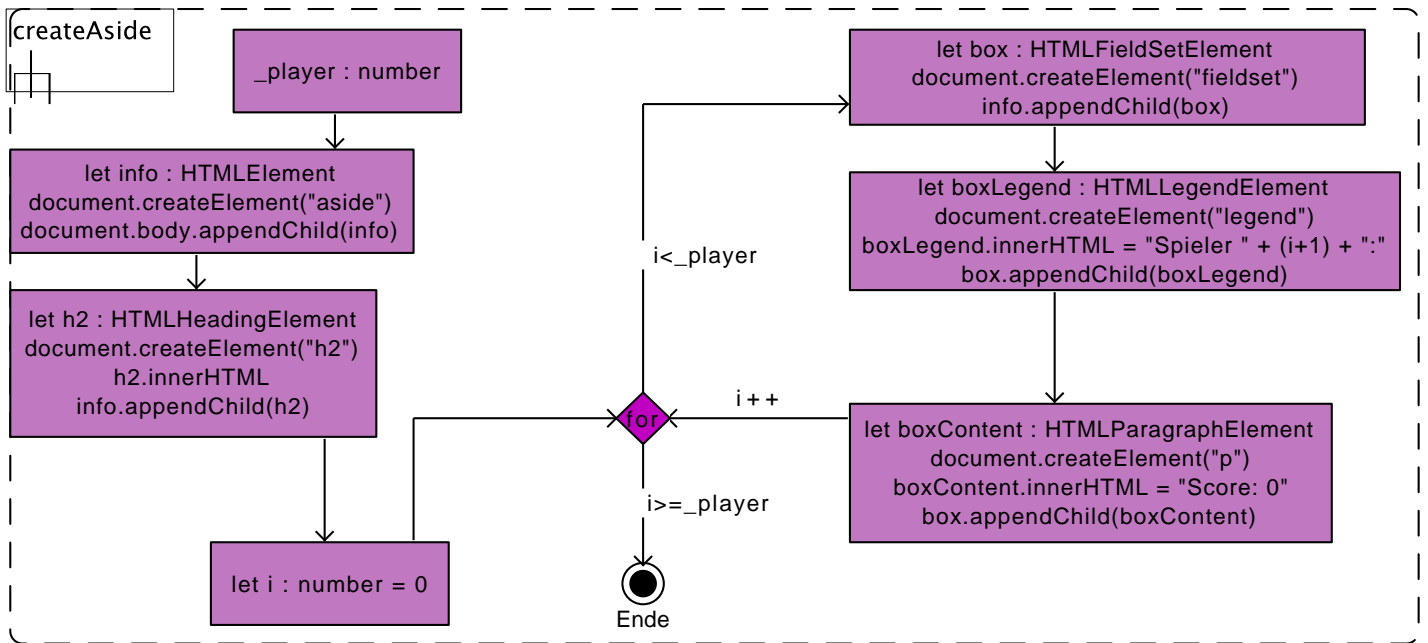 createAside
_player : number
let info : HTMLElement
document.createElement("aside")
document.body.appendChild(info)
let h2 : HTMLHeadingElement
document.createElement("h2")
h2.innerHTML
info.appendChild(h2)
let i : number = 0
for
i<_player
let box : HTMLFieldSetElement
document.createElement("fieldset")
info.appendChild(box)
let boxLegend : HTMLLegendElement
document.createElement("legend")
boxLegend.innerHTML = "Spieler " + (i+1) + ":"
box.appendChild(boxLegend)
let boxContent : HTMLParagraphElement
document.createElement("p")
boxContent.innerHTML = "Score: 0"
box.appendChild(boxContent)
i++
i>=_player
Ende